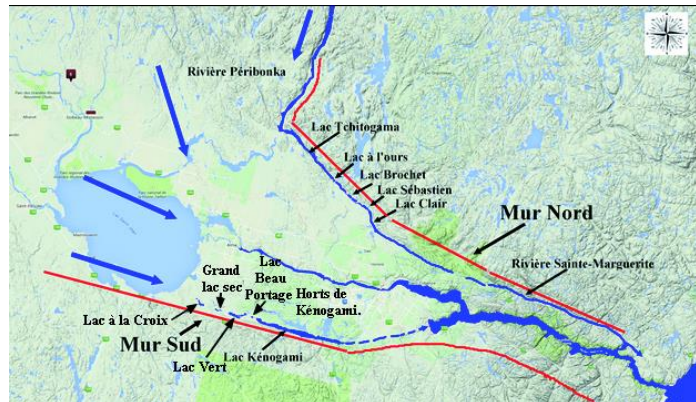 Rivière Péribonka
Lac Tchitogama
Lac à l'ours
Lac Brochet
Lac Sébastien
Lac Clair
Mur Nord
Rivière Sainte-Marguerite
Lac
Beau
Portage
Grand
lac sec
Horts de
Kénogami.
Lac à la Croix
Mur Sud
Lac Vert
Lac Kénogami